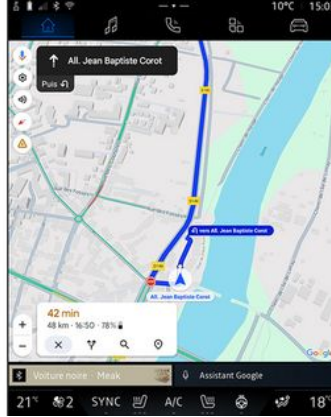 10°C 15:0
All. Jean Baptiste Corot
Puis
vers All. Jean Baptiste Corot
All. Jean Baptiste Corot
42 min
48 km · 16:50 · 78%
Google
Voiture noire · Meak
Assistant Google
21° 2 SYNC A/C 18°